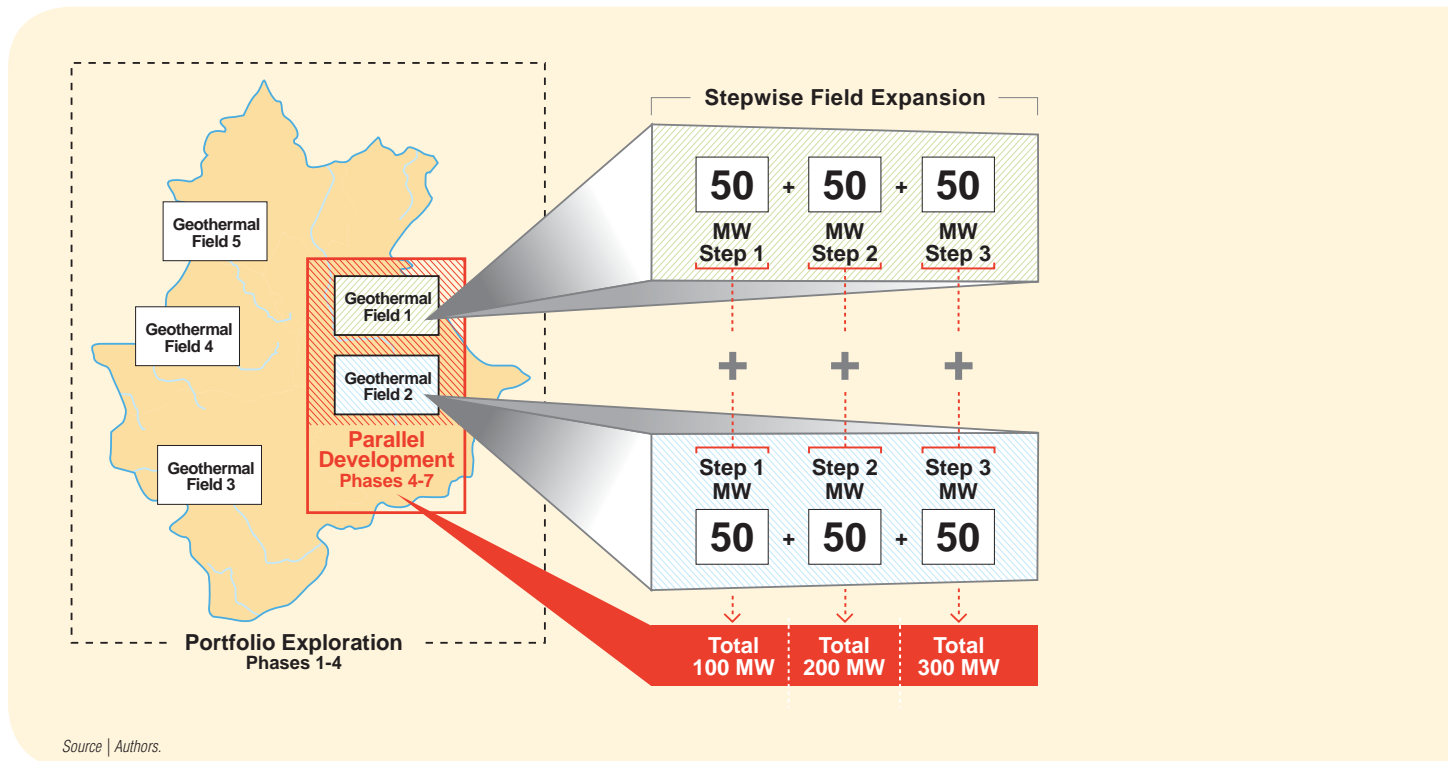 Stepwise Field Expansion
50 + 50 + 50
MW MW MW
Step 1 Step 2 Step 3
Geothermal
Field 5
Geothermal
Field 1
Geothermal
Field 4
Geothermal
Field 2
Parallel
Development
Phases 4-7
Geothermal
Field 3
+ + +
Step 1 Step 2 Step 3
MW MW MW
50 + 50 + 50
Total Total Total
100 MW 200 MW 300 MW
Portfolio Exploration
Phases 1-4
Source | Authors.